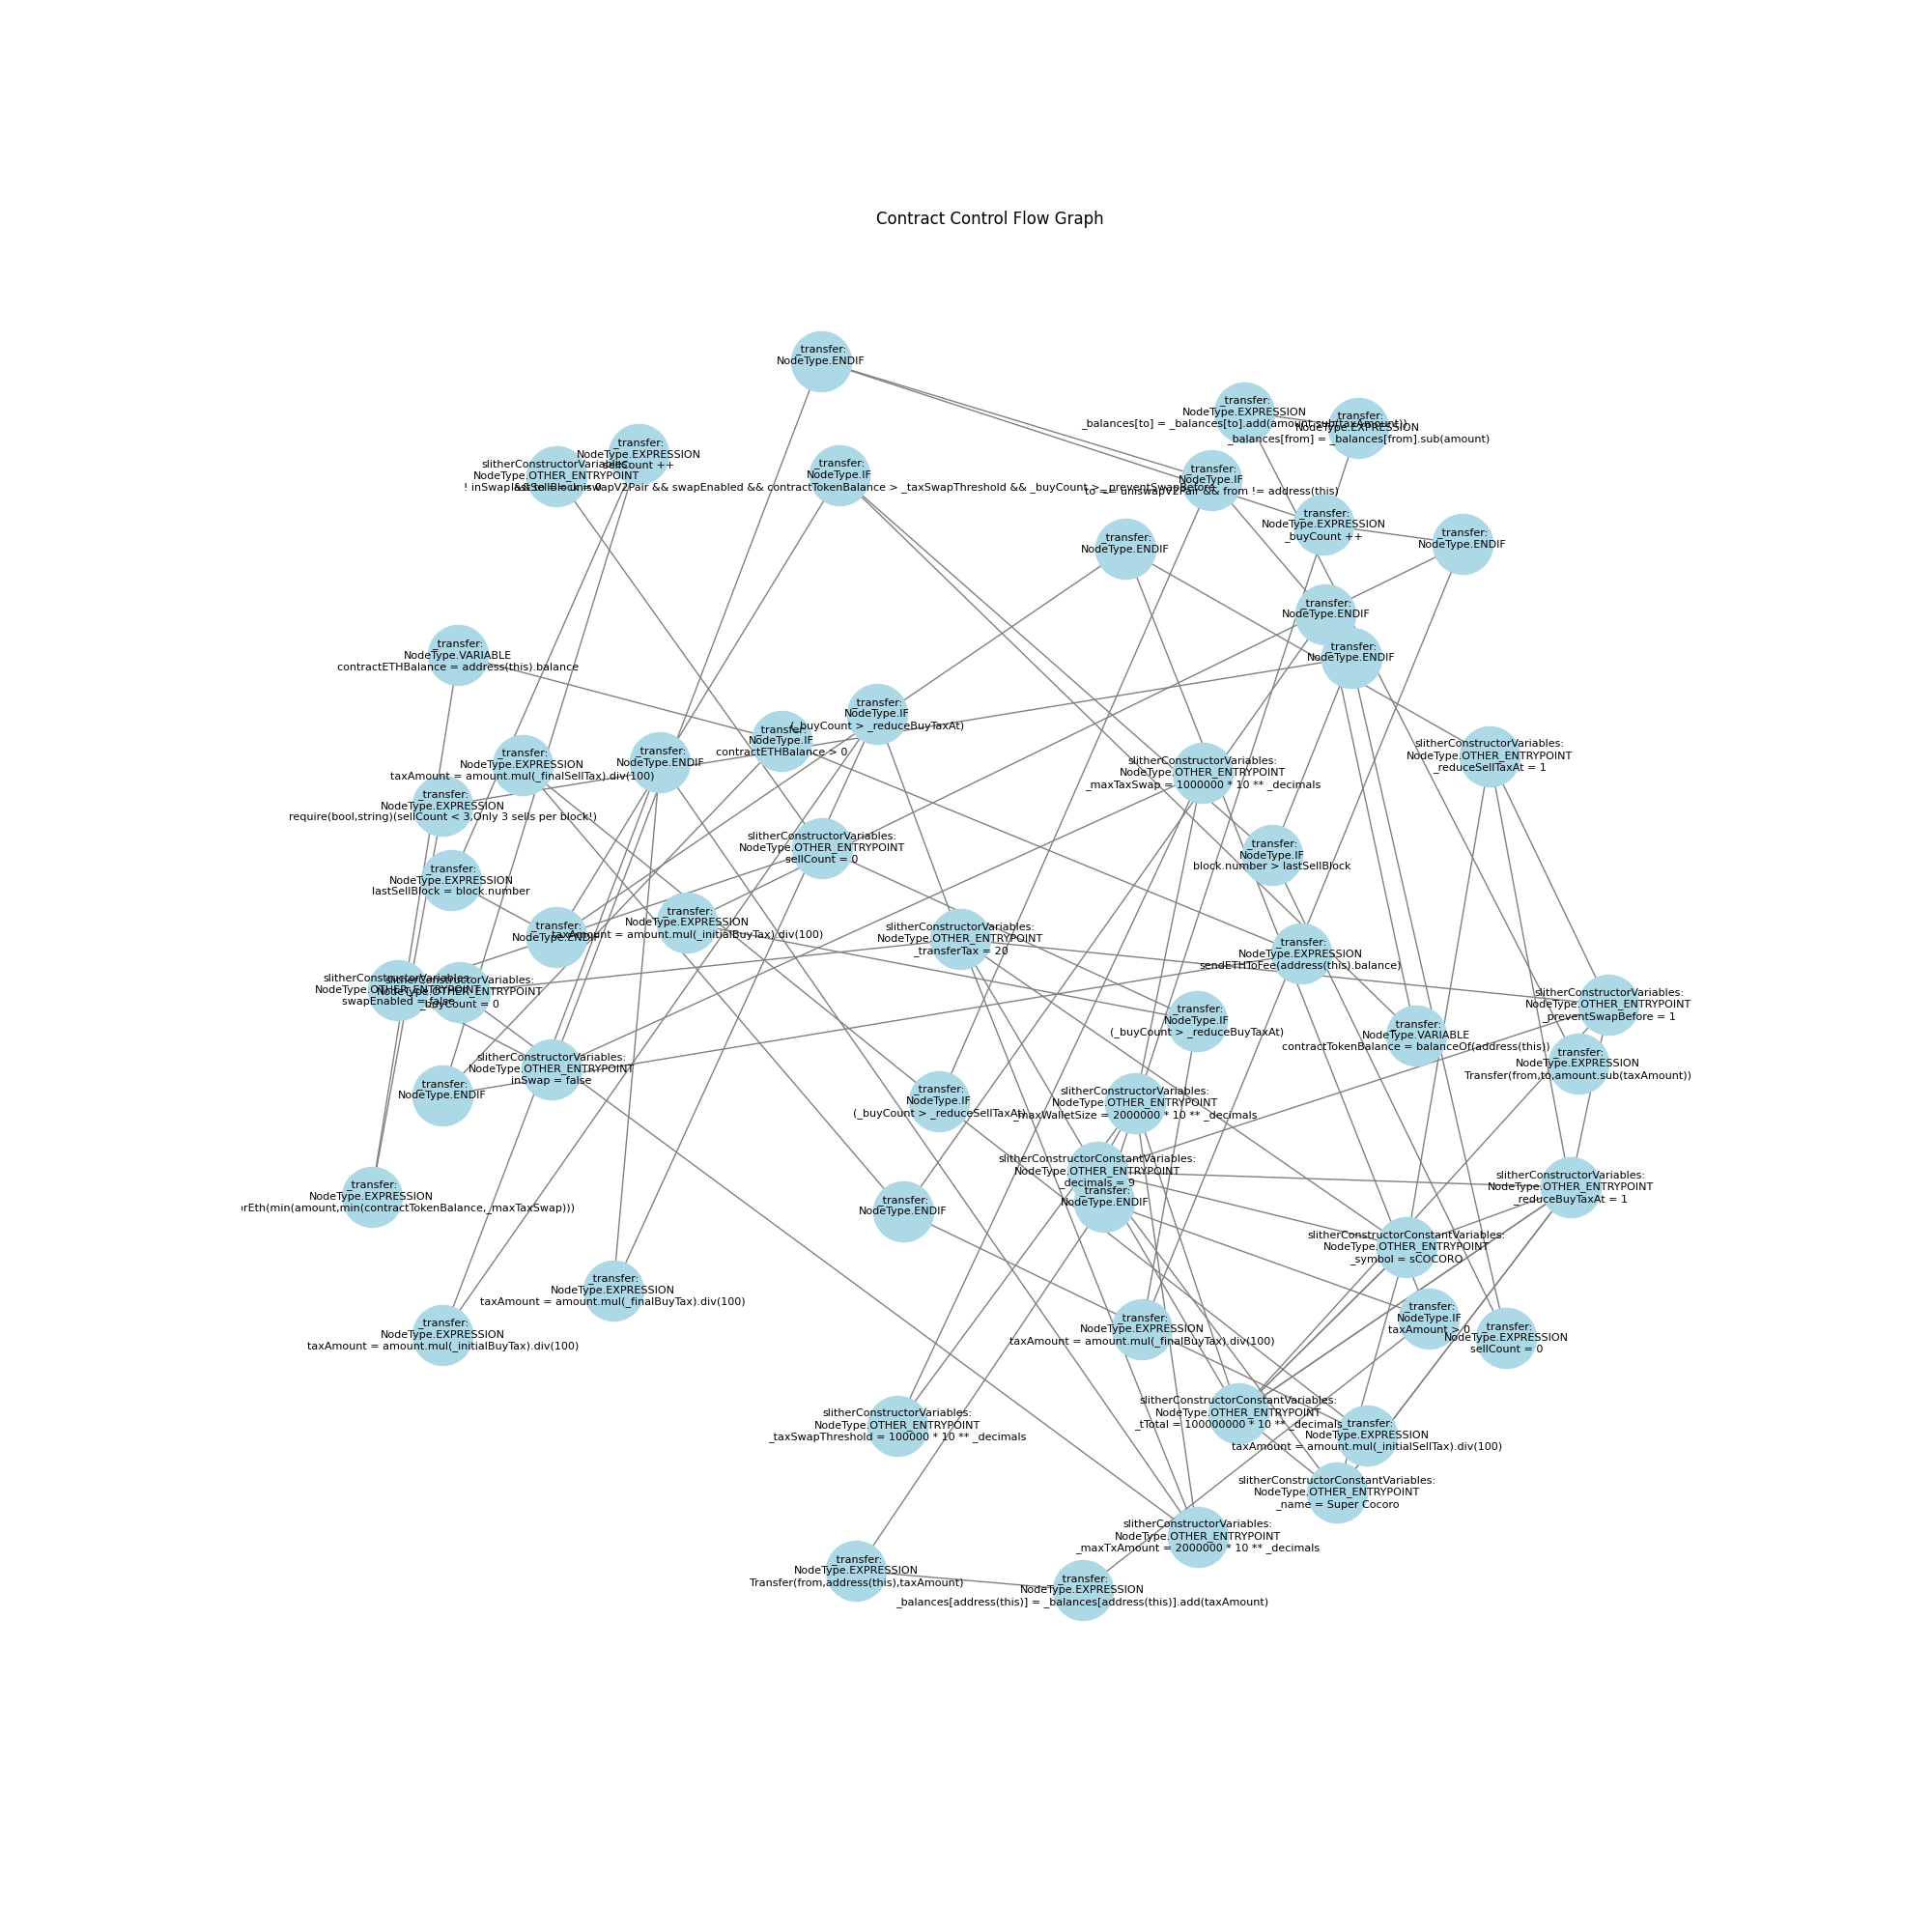 Contract Control Flow Graph
_transfer:
NodeType.ENDIF
_transfer:
NodeType.EXPRESSION
_balances[to] = _balances[to].add(amount.sub(taxAmount))
_transfer:
NodeType.EXPRESSION
_balances[from] = _balances[from].sub(amount)
_transfer:
NodeType.EXPRESSION
sellCount ++
slitherConstructorVariables:
NodeType.OTHER_ENTRYPOINT
lastSellBlock = 0
_transfer:
NodeType.IF
! inSwap && to == uniswapV2Pair && swapEnabled && contractTokenBalance > _taxSwapThreshold && _buyCount > _preventSwapBefore
_transfer:
NodeType.IF
to == uniswapV2Pair && from != address(this)
_transfer:
NodeType.EXPRESSION
_buyCount ++
_transfer:
NodeType.ENDIF
_transfer:
NodeType.ENDIF
_transfer:
NodeType.ENDIF
_transfer:
NodeType.ENDIF
_transfer:
NodeType.VARIABLE
contractETHBalance = address(this).balance
_transfer:
NodeType.IF
(_buyCount > _reduceBuyTaxAt)
_transfer:
NodeType.IF
contractETHBalance > 0
_transfer:
NodeType.EXPRESSION
taxAmount = amount.mul(_finalSellTax).div(100)
_transfer:
NodeType.ENDIF
slitherConstructorVariables:
NodeType.OTHER_ENTRYPOINT
_maxTaxSwap = 1000000 * 10 ** _decimals
slitherConstructorVariables:
NodeType.OTHER_ENTRYPOINT
_reduceSellTaxAt = 1
_transfer:
NodeType.EXPRESSION
require(bool,string)(sellCount < 3,Only 3 sells per block!)
slitherConstructorVariables:
NodeType.OTHER_ENTRYPOINT
sellCount = 0
_transfer:
NodeType.IF
block.number > lastSellBlock
_transfer:
NodeType.EXPRESSION
lastSellBlock = block.number
_transfer:
NodeType.ENDIF
_transfer:
NodeType.EXPRESSION
taxAmount = amount.mul(_initialBuyTax).div(100)
slitherConstructorVariables:
NodeType.OTHER_ENTRYPOINT
_transferTax = 20
_transfer:
NodeType.EXPRESSION
sendETHToFee(address(this).balance)
slitherConstructorVariables:
NodeType.OTHER_ENTRYPOINT
swapEnabled = false
slitherConstructorVariables:
NodeType.OTHER_ENTRYPOINT
_buyCount = 0
slitherConstructorVariables:
NodeType.OTHER_ENTRYPOINT
_preventSwapBefore = 1
_transfer:
NodeType.IF
(_buyCount > _reduceBuyTaxAt)
_transfer:
NodeType.VARIABLE
contractTokenBalance = balanceOf(address(this))
_transfer:
NodeType.EXPRESSION
Transfer(from,to,amount.sub(taxAmount))
slitherConstructorVariables:
NodeType.OTHER_ENTRYPOINT
inSwap = false
_transfer:
NodeType.ENDIF
_transfer:
NodeType.IF
(_buyCount > _reduceSellTaxAt)
slitherConstructorVariables:
NodeType.OTHER_ENTRYPOINT
_maxWalletSize = 2000000 * 10 ** _decimals
slitherConstructorConstantVariables:
NodeType.OTHER_ENTRYPOINT
_decimals = 9
_transfer:
NodeType.ENDIF
slitherConstructorVariables:
NodeType.OTHER_ENTRYPOINT
_reduceBuyTaxAt = 1
_transfer:
NodeType.EXPRESSION
orEth(min(amount,min(contractTokenBalance,_maxTaxSwap)))
_transfer:
NodeType.ENDIF
slitherConstructorConstantVariables:
NodeType.OTHER_ENTRYPOINT
_symbol = sCOCORO
_transfer:
NodeType.EXPRESSION
taxAmount = amount.mul(_finalBuyTax).div(100)
_transfer:
NodeType.IF
taxAmount > 0
_transfer:
NodeType.EXPRESSION
sellCount = 0
_transfer:
NodeType.EXPRESSION
taxAmount = amount.mul(_initialBuyTax).div(100)
_transfer:
NodeType.EXPRESSION
taxAmount = amount.mul(_finalBuyTax).div(100)
slitherConstructorConstantVariables:
NodeType.OTHER_ENTRYPOINT
_tTotal = 100000000 * 10 ** _decimals
slitherConstructorVariables:
NodeType.OTHER_ENTRYPOINT
_taxSwapThreshold = 100000 * 10 ** _decimals
_transfer:
NodeType.EXPRESSION
taxAmount = amount.mul(_initialSellTax).div(100)
slitherConstructorConstantVariables:
NodeType.OTHER_ENTRYPOINT
_name = Super Cocoro
slitherConstructorVariables:
NodeType.OTHER_ENTRYPOINT
_maxTxAmount = 2000000 * 10 ** _decimals
_transfer:
NodeType.EXPRESSION
Transfer(from,address(this),taxAmount)
_transfer:
NodeType.EXPRESSION
_balances[address(this)] = _balances[address(this)].add(taxAmount)